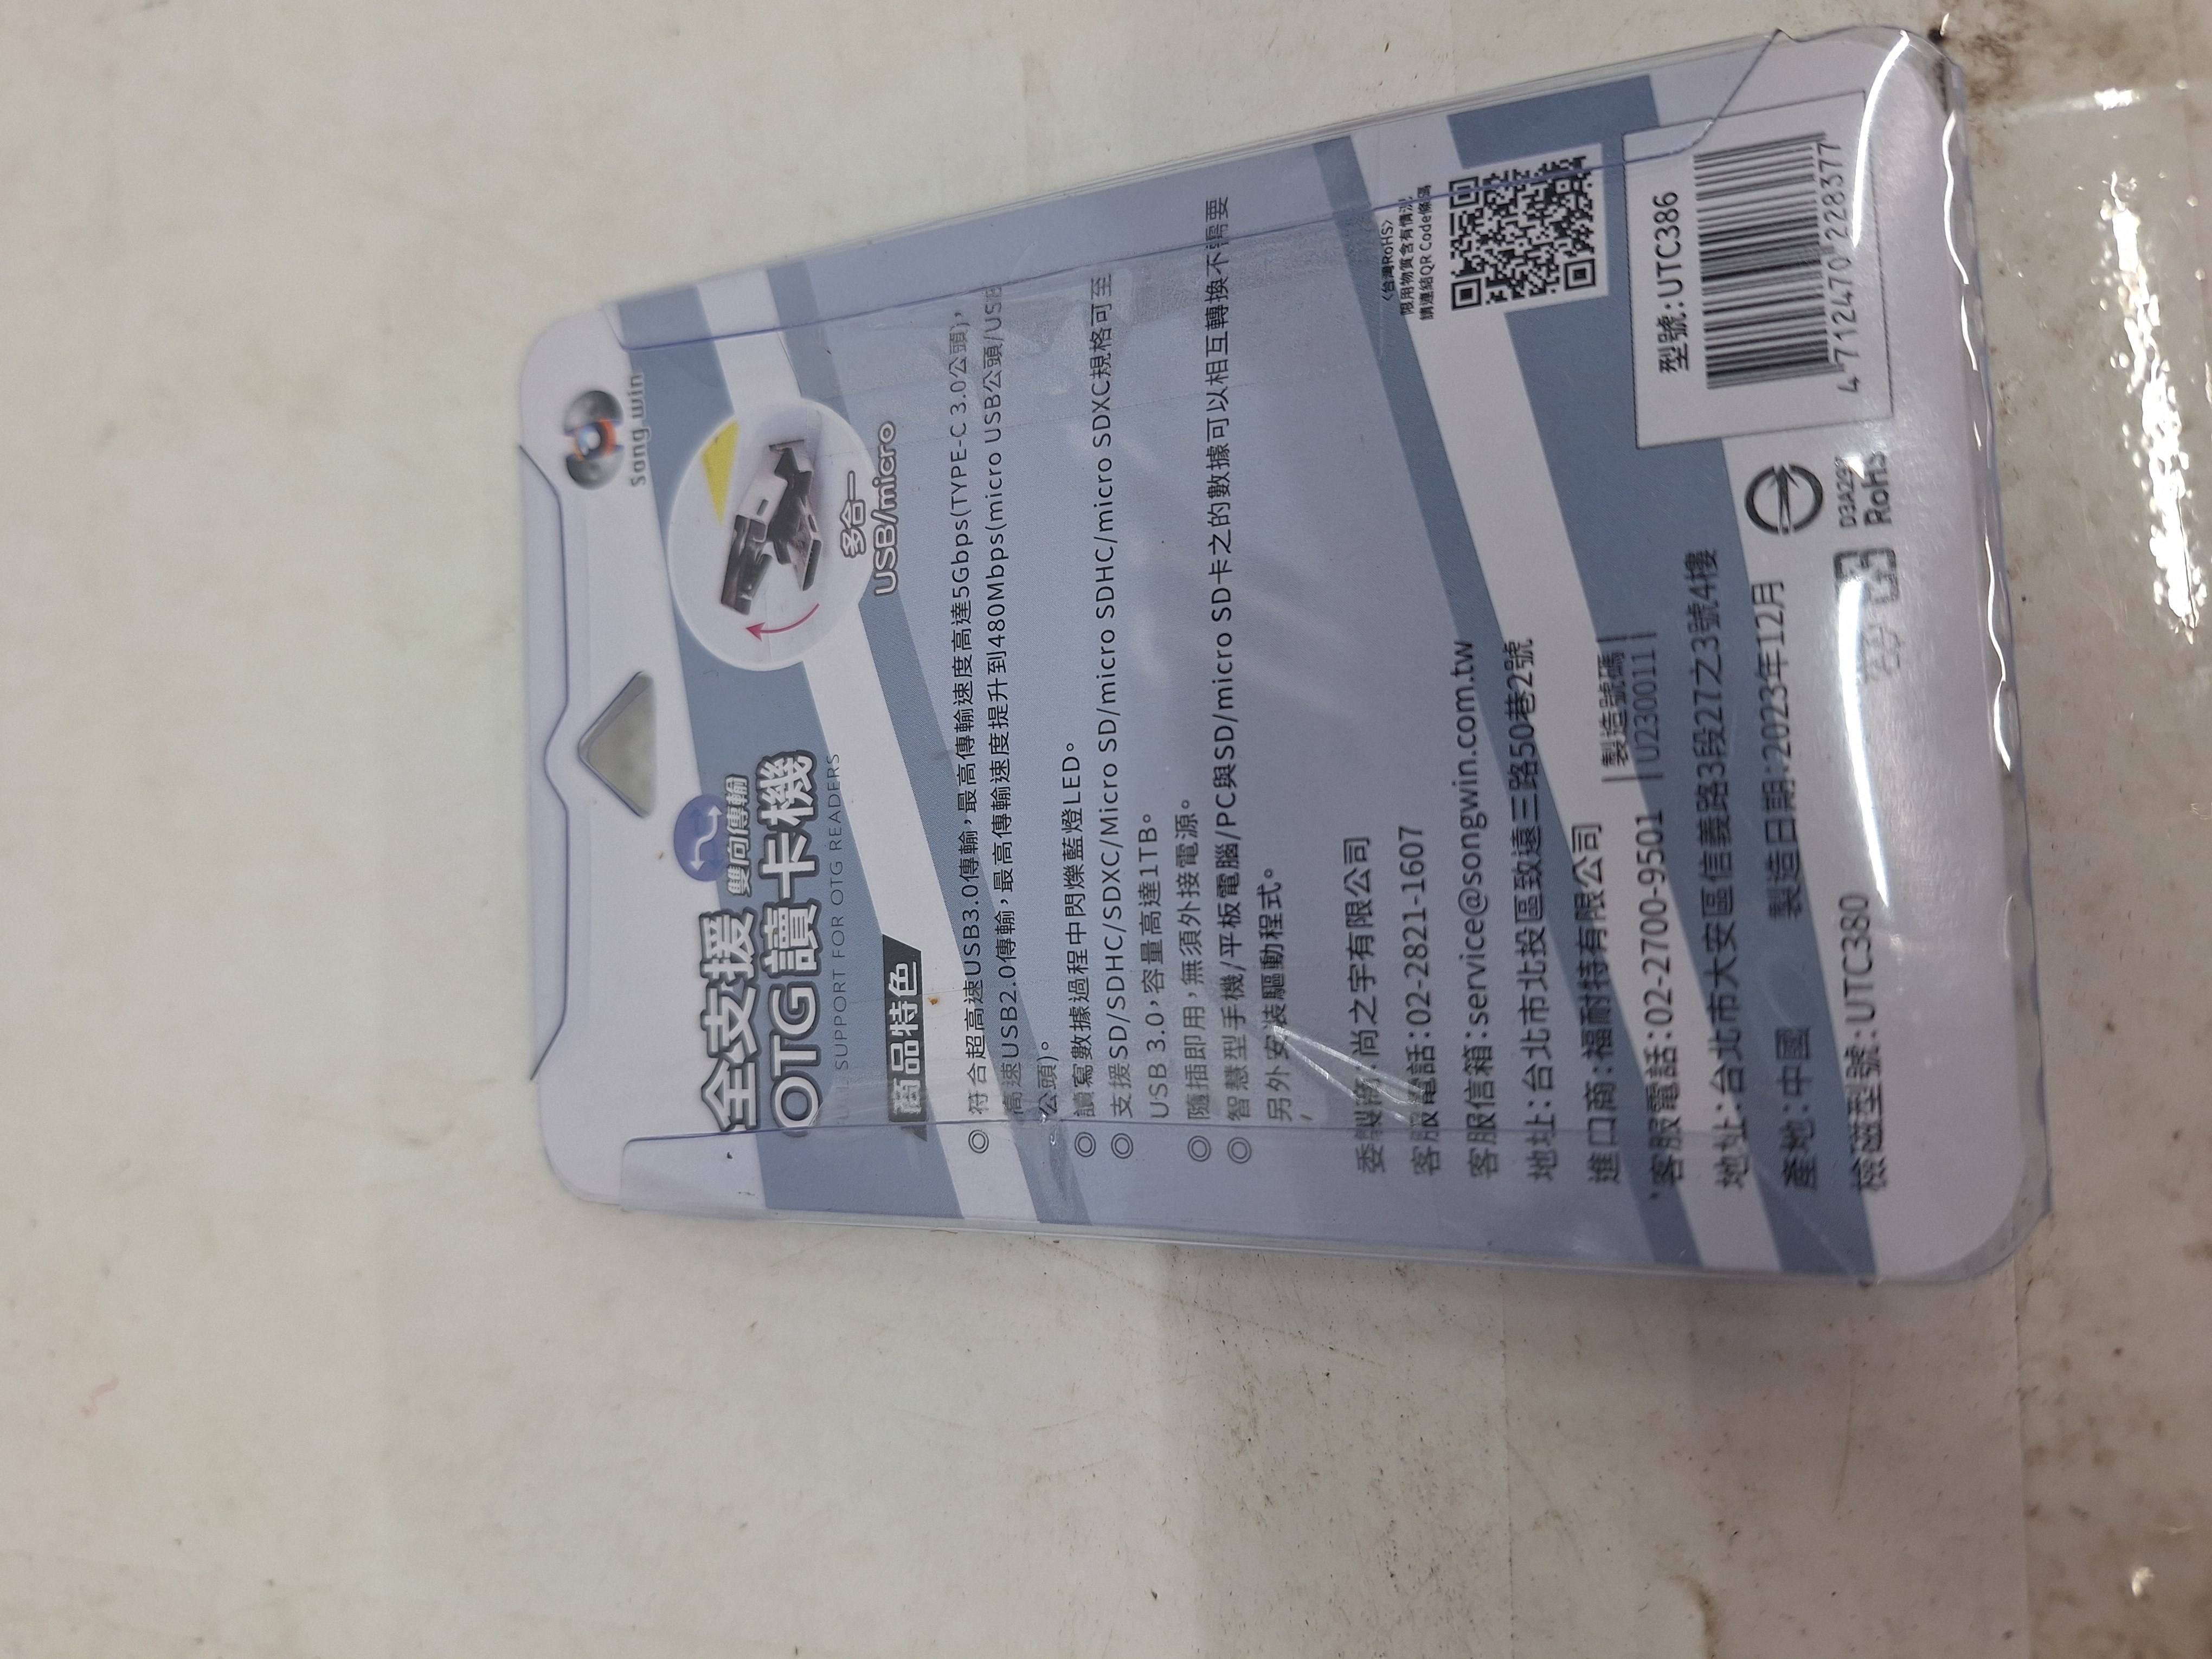 Song win
全支援
雙向傳輸
OTG讀卡機
SUPPORT FOR OTG READERS
多合一
USB/micro
商品特色
◎符合超高速USB3.0傳輸,最高傳輸速度高達5Gbps(TYPE-C 3.0公頭),
高速USB2.0傳輸,最高傳輸速度提升到480Mbps(micro USB公頭/USB
公頭)。
◎讀寫數據過程中閃爍藍燈LED。
◎支援SD/SDHC/SDXC/Micro SD/micro SDHC/micro SDXC規格可至
USB 3.0,容量高達1TB。
◎隨插即用,無須外接電源。
◎智慧型手機/平板電腦/PC與SD/micro SD卡之的數據可以相互轉換不需要
另外安裝驅動程式。
〈台灣RoHS〉
限用物質含有情況
請連結QR Code條碼
委製商:尚之宇有限公司
客服電話:02-2821-1607
客服信箱:service@songwin.com.tw
地址:台北市北投區致遠三路50巷2號
進口商:福耐特有限公司
製造號碼
U230011
客服電話:02-2700-9501
地址:台北市大安區信義路3段27之3號4樓
產地:中國
製造日期:2023年12月
檢磁型號:UTC380
型號:UTC386
4 712470 228377
RoHS